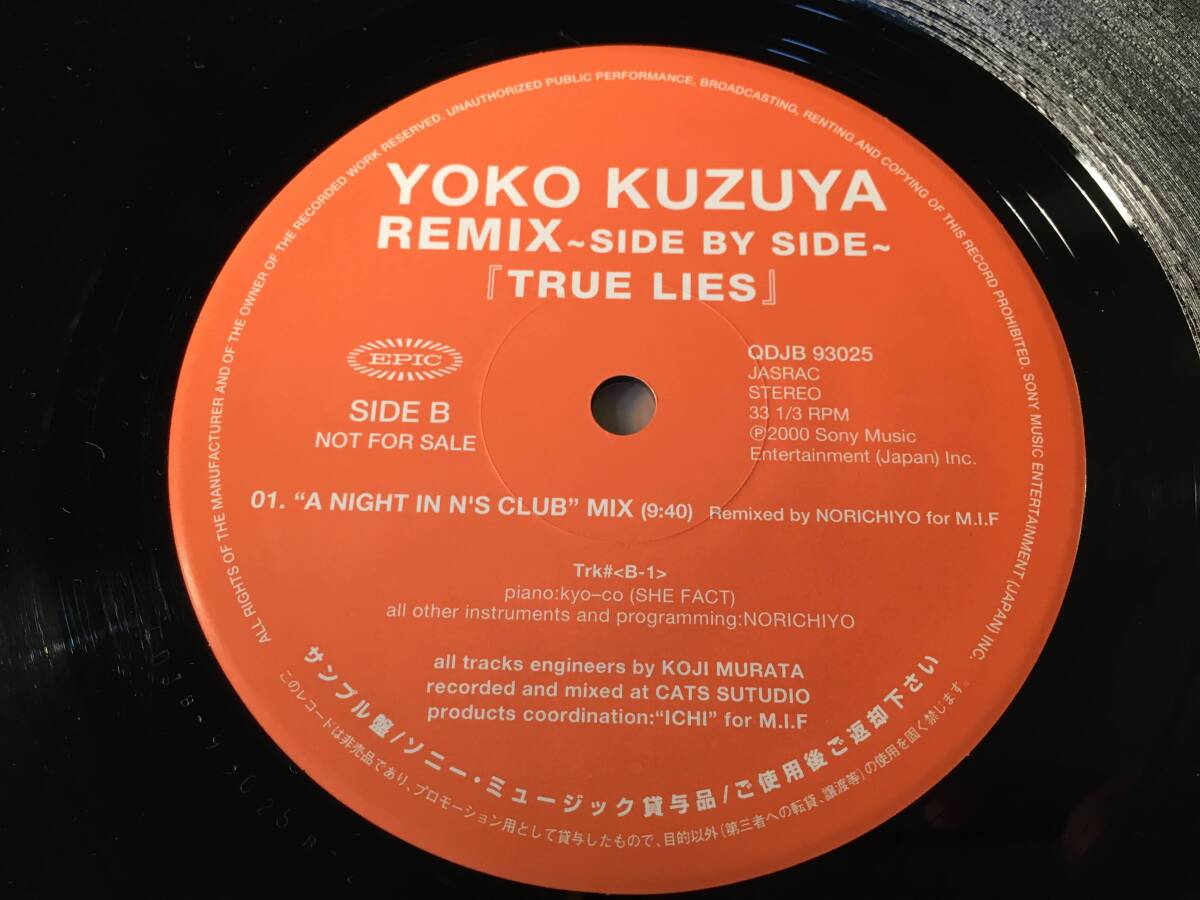 ALL RIGHTS OF THE MANUFACTURER AND OF THE OWNER OF THE RECORDED WORK RESERVED. UNAUTHORIZED PUBLIC PERFORMANCE, BROADCASTING, RENTING AND COPYING OF THIS RECORD PROHIBITED. SONY MUSIC ENTERTAINMENT (JAPAN) INC.
YOKO KUZUYA
REMIX~SIDE BY SIDE~
『TRUE LIES』
EPIC
SIDE B
NOT FOR SALE
QDJB 93025
JASRAC
STEREO
33 1/3 RPM
Ⓟ2000 Sony Music
Entertainment (Japan) Inc.
01. “A NIGHT IN N'S CLUB” MIX (9:40) Remixed by NORICHIYO for M.I.F
Trk#<B-1>
piano:kyo-co (SHE FACT)
all other instruments and programming:NORICHIYO
all tracks engineers by KOJI MURATA
recorded and mixed at CATS SUTUDIO
products coordination:“ICHI” for M.I.F
サンプル盤/ソニー・ミュージック貸与品/ご使用後ご返却下さい
このレコードは非売品であり、プロモーション用として貸与したもので、目的以外(第三者への転貸、譲渡等)の使用を固く禁じます。